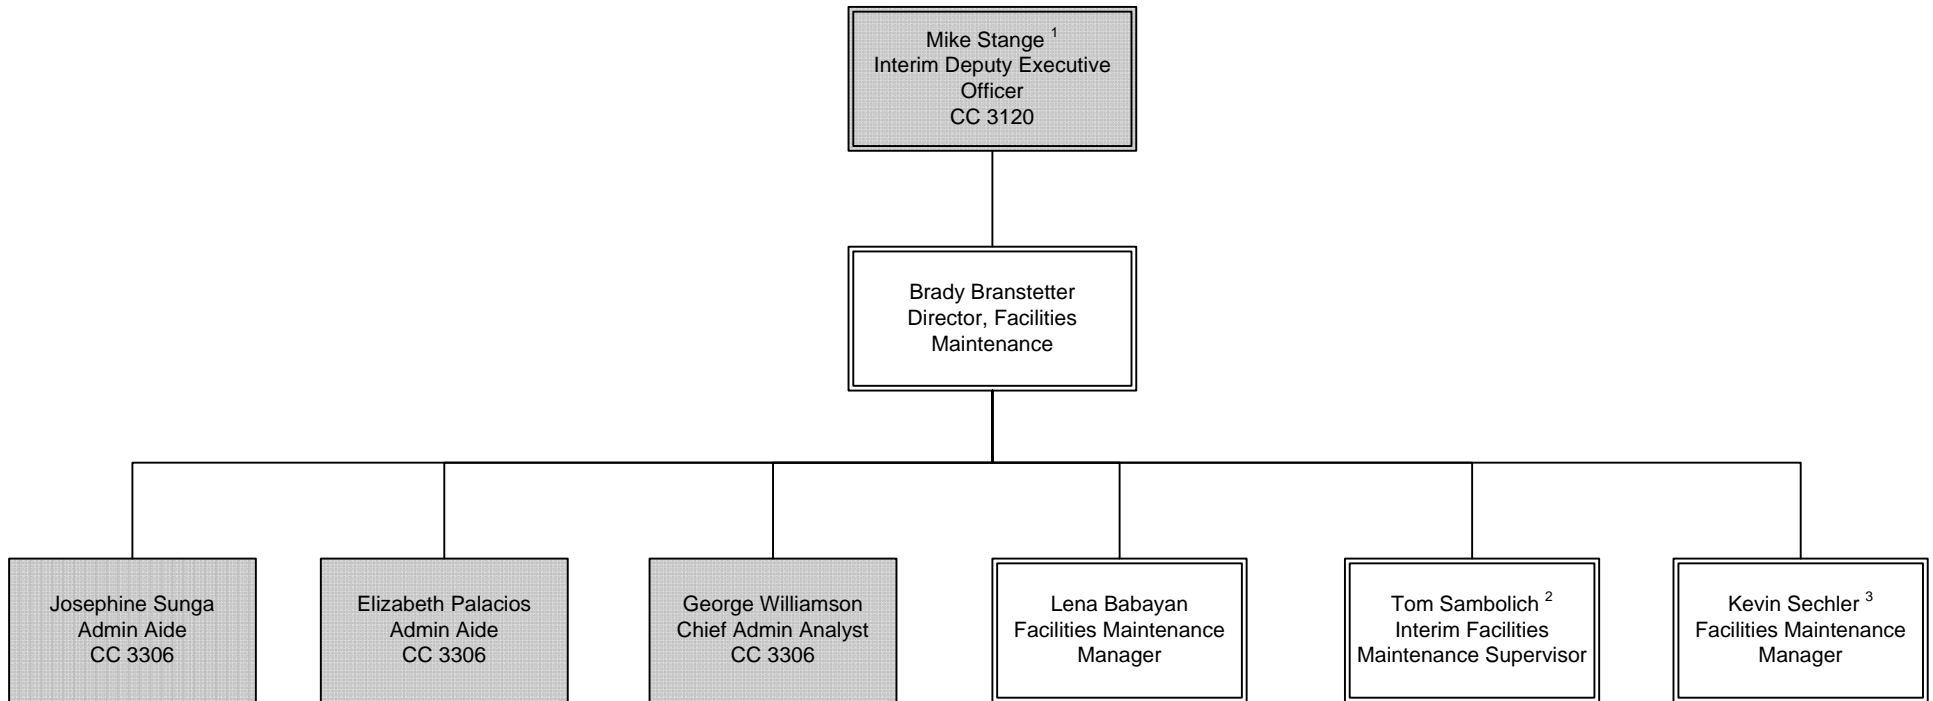 Mike Stange 1
Interim Deputy Executive
Officer
CC 3120
Brady Branstetter
Director, Facilities
Maintenance
Josephine Sunga
Admin Aide
CC 3306
Elizabeth Palacios
Admin Aide
CC 3306
George Williamson
Chief Admin Analyst
CC 3306
Lena Babayan
Facilities Maintenance
Manager
Tom Sambolich 2
Interim Facilities
Maintenance Supervisor
Kevin Sechler 3
Facilities Maintenance
Manager